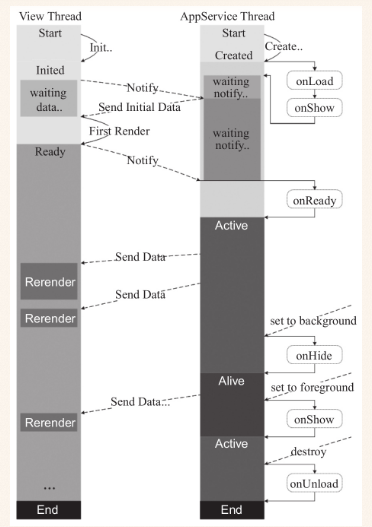 View Thread
AppService Thread
Start
Start
Init..
Create..
Created
Inited
onLoad
waiting
data..
Notify
waiting
notify..
onShow
Send Initial Data
First Render
waiting
notify..
Ready
Notify
onReady
Active
Send Data
Rerender
Send Data
Rerender
set to background
onHide
Alive
set to foreground
Send Data...
onShow
Rerender
Active
destroy
onUnload
...
End
End